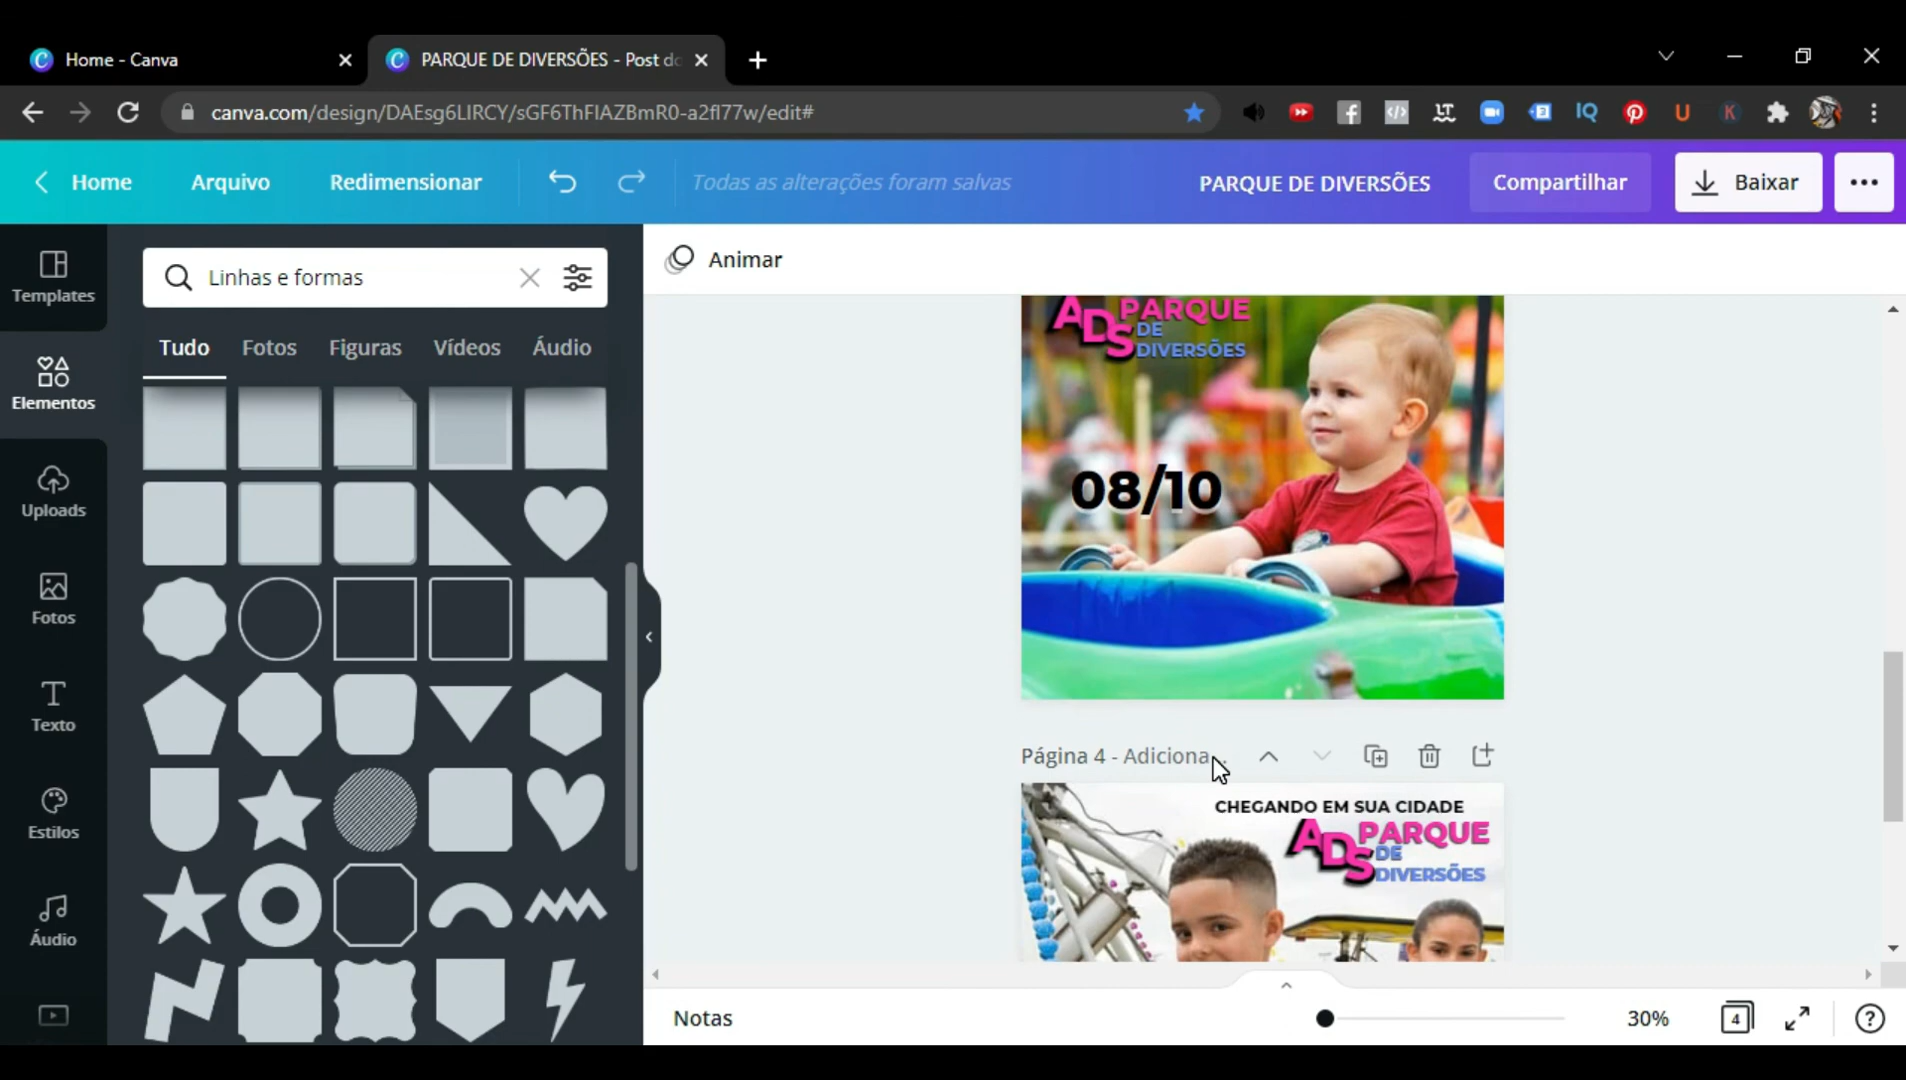 Home - Canva
PARQUE DE DIVERSÕES - Post do
canva.com/design/DAEsg6LIRCY/sGF6ThFIAZBmR0-a2fl77w/edit#
Home
Arquivo
Redimensionar
Todas as alterações foram salvas
PARQUE DE DIVERSÕES
Compartilhar
Baixar
Templates
Elementos
Uploads
Fotos
Texto
Estilos
Áudio
Linhas e formas
Tudo
Fotos
Figuras
Vídeos
Áudio
Animar
ADS PARQUE
DE
DIVERSÕES
08/10
Página 4 - Adiciona...
CHEGANDO EM SUA CIDADE
ADS PARQUE
DE
DIVERSÕES
Notas
30%
4